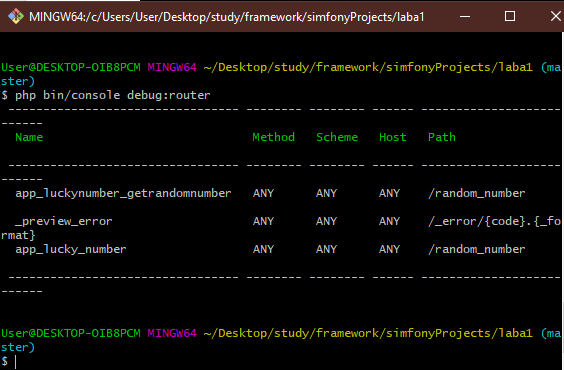 MINGW64:/c/Users/User/Desktop/study/framework/simfonyProjects/laba1
User@DESKTOP-OIB8PCM MINGW64 ~/Desktop/study/framework/simfonyProjects/laba1 (ma
ster)
$ php bin/console debug:router
 -------------------------------- -------- -------- ------ --------------------
------
  Name                             Method   Scheme   Host   Path
 -------------------------------- -------- -------- ------ --------------------
------
  app_luckynumber_getrandomnumber   ANY      ANY      ANY    /random_number
  _preview_error                    ANY      ANY      ANY    /_error/{code}.{_fo
rmat}
  app_lucky_number                  ANY      ANY      ANY    /random_number
 -------------------------------- -------- -------- ------ --------------------
------
User@DESKTOP-OIB8PCM MINGW64 ~/Desktop/study/framework/simfonyProjects/laba1 (ma
ster)
$